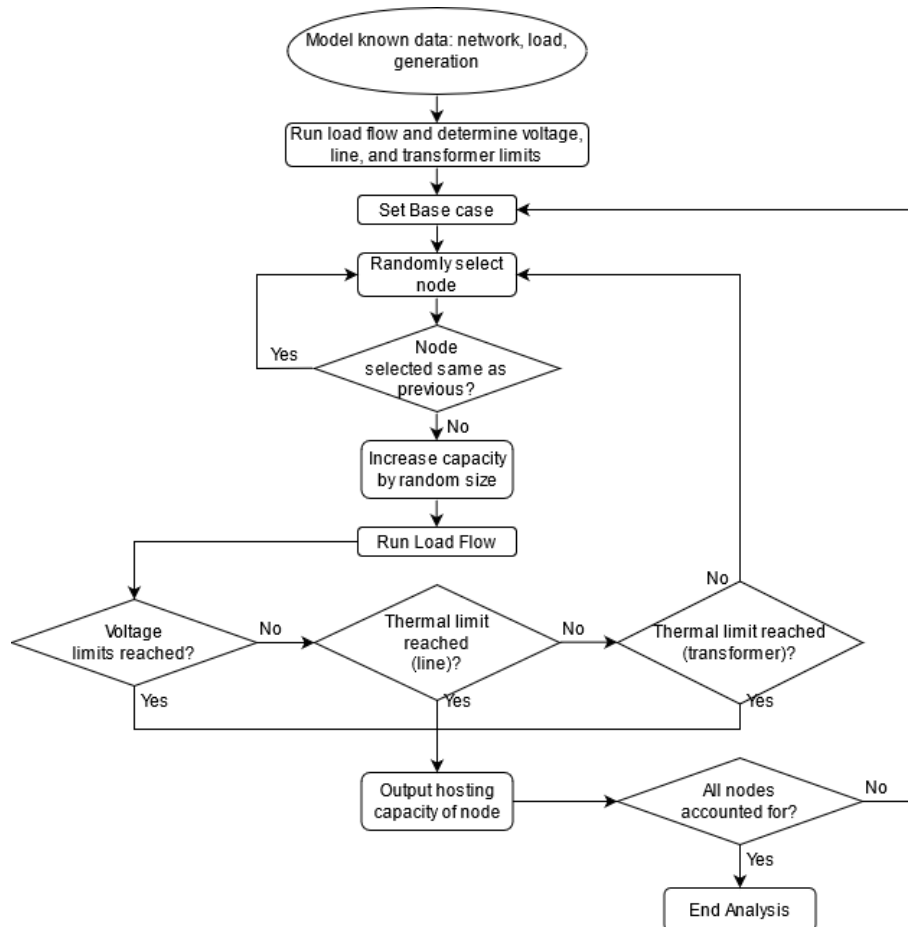 Model known data: network, load,
generation
Run load flow and determine voltage,
line, and transformer limits
Set Base case
Randomly select
node
Node
selected same as
previous?
Yes
No
Increase capacity
by random size
Run Load Flow
Voltage
limits reached?
No
Yes
Thermal limit
reached
(line)?
No
Yes
Thermal limit reached
(transformer)?
No
Yes
Output hosting
capacity of node
All nodes
accounted for?
No
Yes
End Analysis